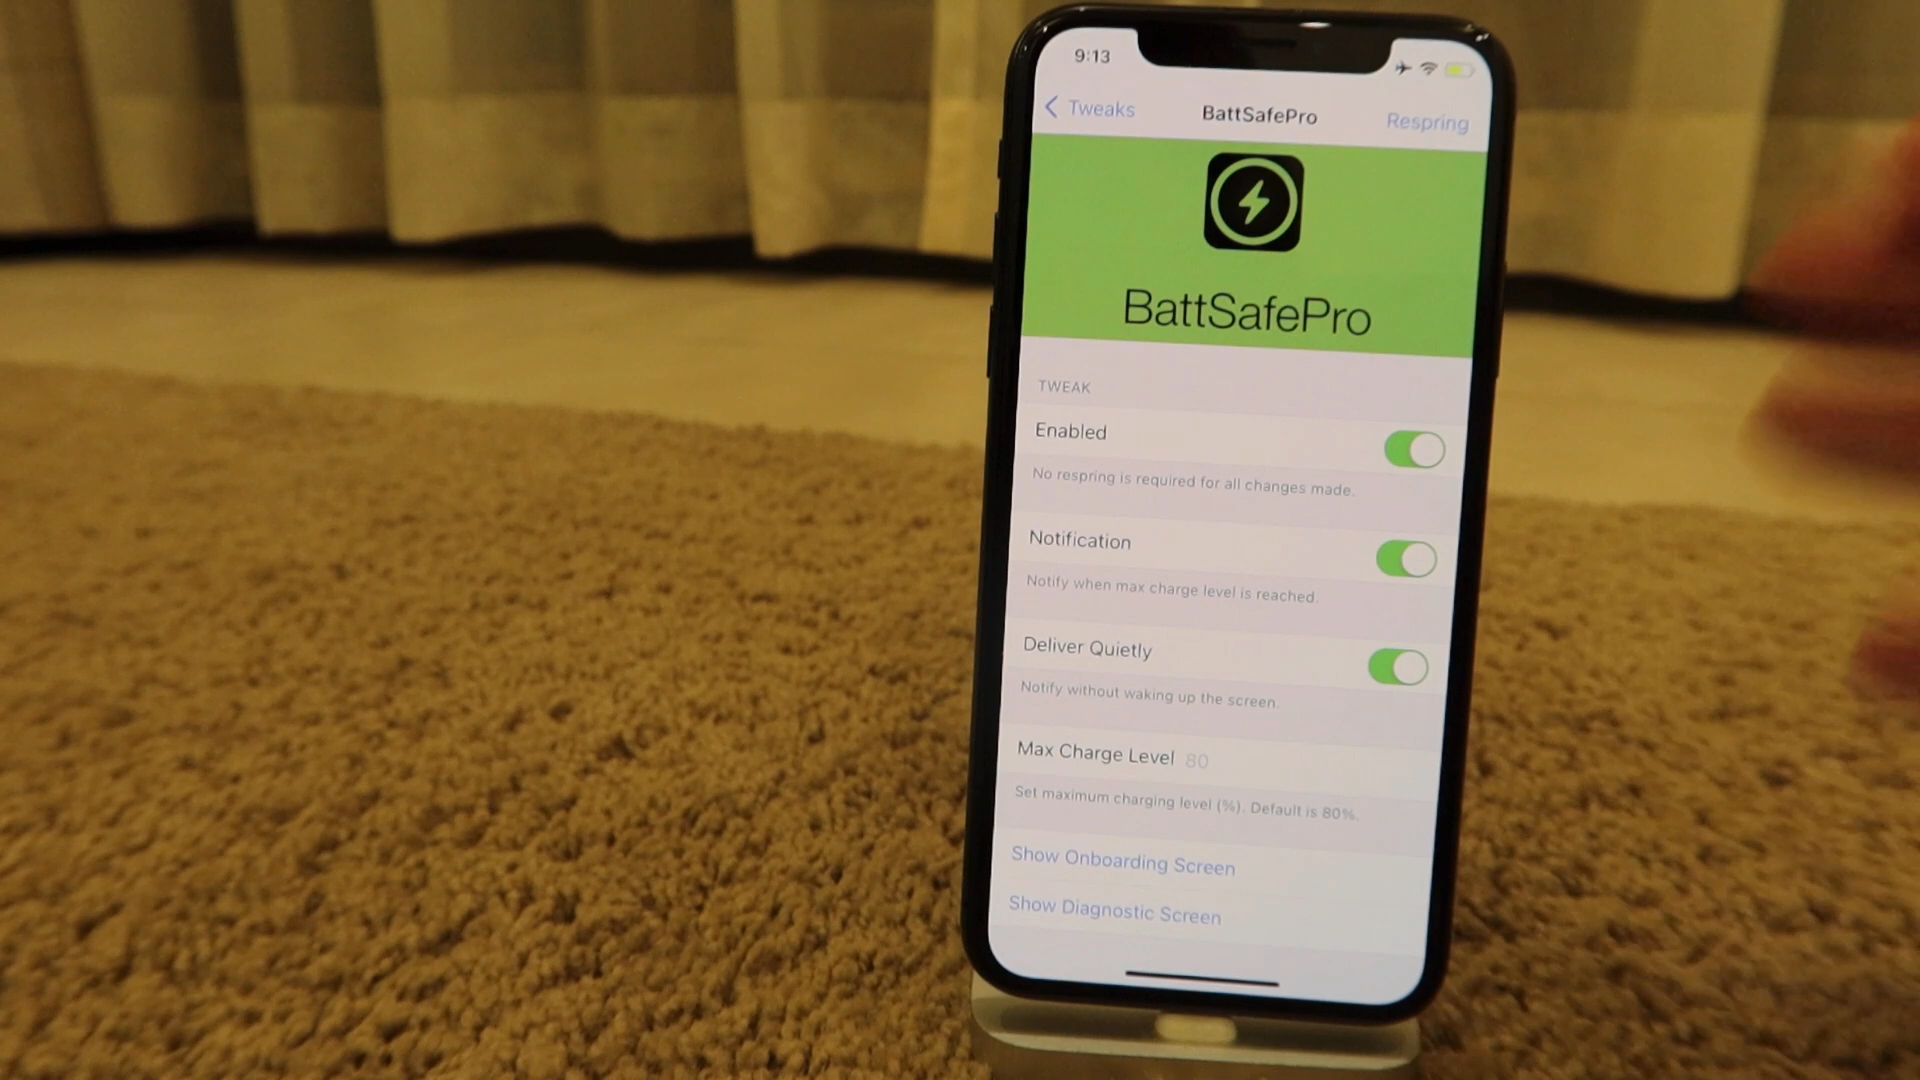 9:13
Tweaks
BattSafePro
Respring
BattSafePro
TWEAK
Enabled
No respring is required for all changes made.
Notification
Notify when max charge level is reached.
Deliver Quietly
Notify without waking up the screen.
Max Charge Level 80
Set maximum charging level (%). Default is 80%.
Show Onboarding Screen
Show Diagnostic Screen